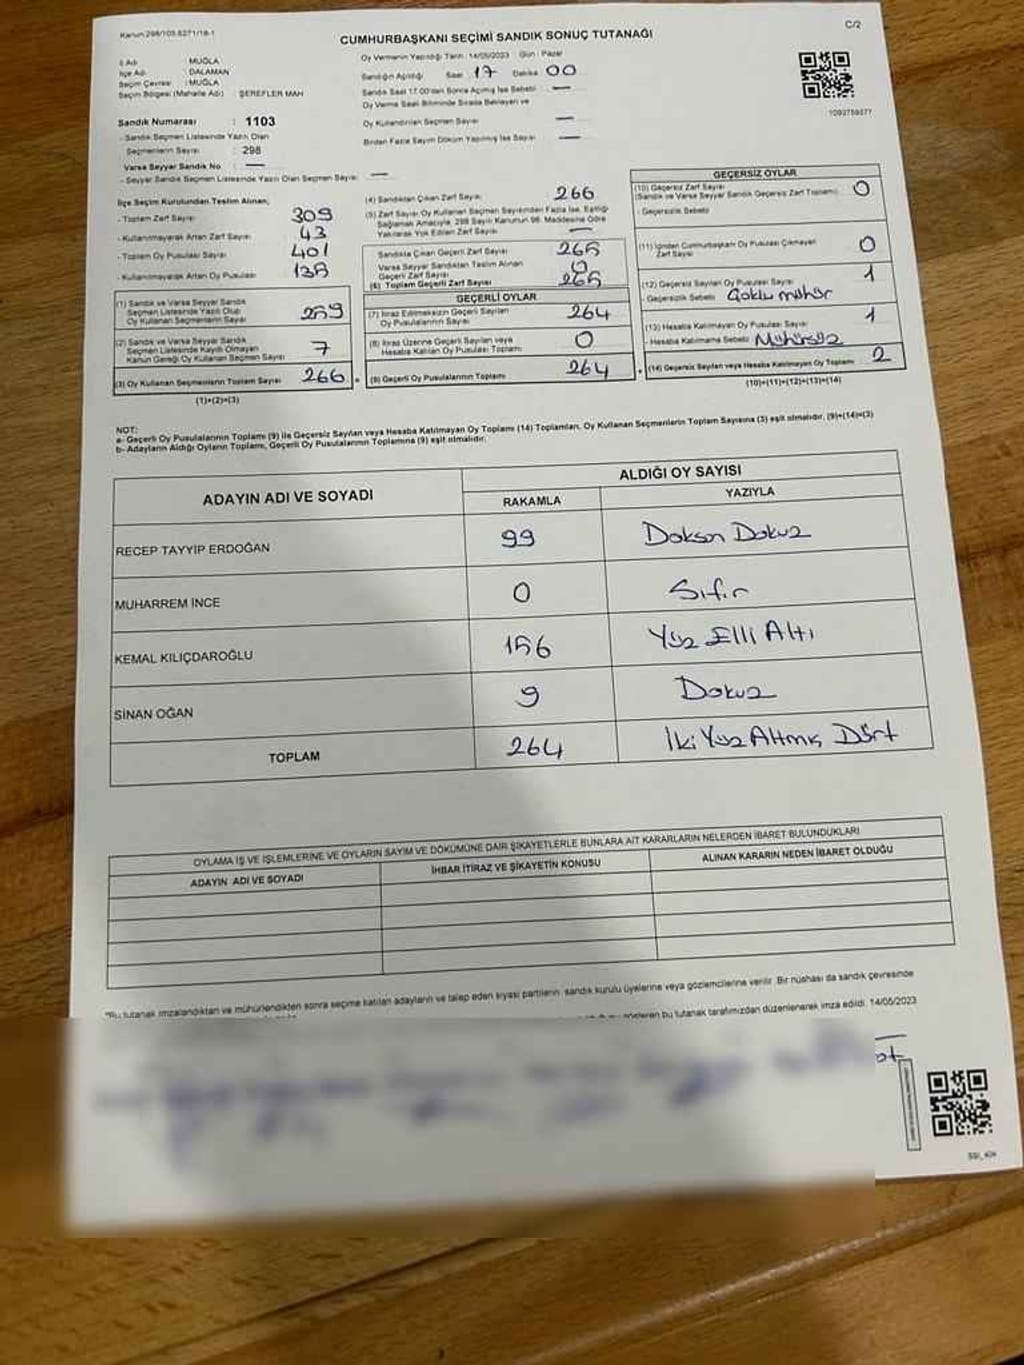 Kanun 298/105.6271/18-1
C/2
CUMHURBAŞKANI SEÇİMİ SANDIK SONUÇ TUTANAĞI
İl Adı : MUĞLA
İlçe Adı : DALAMAN
Seçim Çevresi : MUĞLA
Seçim Bölgesi (Mahalle Adı) : ŞEREFLER MAH
Oy Vermenin Yapıldığı Tarih : 14/05/2023 Gün : Pazar
Sandığın Açıldığı Saat 17 Dakika 00
Sandık Saat 17.00'den Sonra Açılmış İse Sebebi —
Oy Verme Saati Bitiminde Sırada Bekleyen ve
Oy Kullandırılan Seçmen Sayısı —
Birden Fazla Sayım Döküm Yapılmış İse Sayısı —
Sandık Numarası : 1103
- Sandık Seçmen Listesinde Yazılı Olan
Seçmenlerin Sayısı : 298
Varsa Seyyar Sandık No : —
- Seyyar Sandık Seçmen Listesinde Yazılı Olan Seçmen Sayısı : —
İlçe Seçim Kurulundan Teslim Alınan;
- Toplam Zarf Sayısı 309
- Kullanılmayarak Artan Zarf Sayısı 43
- Toplam Oy Pusulası Sayısı 401
- Kullanılmayarak Artan Oy Pusulası 135
(1) Sandık ve Varsa Seyyar Sandık
Seçmen Listesinde Yazılı Olup
Oy Kullanan Seçmenlerin Sayısı 259
(2) Sandık ve Varsa Seyyar Sandık
Seçmen Listesinde Kayıtlı Olmayan
Kanun Gereği Oy Kullanan Seçmen Sayısı 7
(3) Oy Kullanan Seçmenlerin Toplam Sayısı 266
(1)+(2)=(3)
(4) Sandıktan Çıkan Zarf Sayısı 266
(5) Zarf Sayısı Oy Kullanan Seçmen Sayısından Fazla İse, Eşitliği
Sağlamak Amacıyla, 298 Sayılı Kanunun 98. Maddesine Göre
Yakılarak Yok Edilen Zarf Sayısı —
Sandıkta Çıkan Geçerli Zarf Sayısı 265
Varsa Seyyar Sandıktan Teslim Alınan
Geçerli Zarf Sayısı 0
(6) Toplam Geçerli Zarf Sayısı 265
GEÇERLİ OYLAR
(7) İtiraz Edilmeksizin Geçerli Sayılan
Oy Pusulalarının Sayısı 264
(8) İtiraz Üzerine Geçerli Sayılan veya
Hesaba Katılan Oy Pusulaları Toplamı 0
(9) Geçerli Oy Pusulalarının Toplamı 264
GEÇERSİZ OYLAR
(10) Geçersiz Zarf Sayısı
(Sandık ve Varsa Seyyar Sandık Geçersiz Zarf Toplamı) 0
- Geçersizlik Sebebi
(11) İçinden Cumhurbaşkanı Oy Pusulası Çıkmayan
Zarf Sayısı 0
(12) Geçersiz Sayılan Oy Pusulası Sayısı 1
- Geçersizlik Sebebi Çoklu mühür
(13) Hesaba Katılmayan Oy Pusulası Sayısı 1
- Hesaba Katılmama Sebebi Mühürsüz
(14) Geçersiz Sayılan veya Hesaba Katılmayan Oy Toplamı 2
(10)+(11)+(12)+(13)=(14)
NOT:
a- Geçerli Oy Pusulalarının Toplamı (9) ile Geçersiz Sayılan veya Hesaba Katılmayan Oy Toplamı (14) Toplamları, Oy Kullanan Seçmenlerin Toplam Sayısına (3) eşit olmalıdır, (9)+(14)=(3)
b- Adayların Aldığı Oyların Toplamı, Geçerli Oy Pusulalarının Toplamına (9) eşit olmalıdır.
ADAYIN ADI VE SOYADI
ALDIĞI OY SAYISI
RAKAMLA YAZIYLA
RECEP TAYYİP ERDOĞAN 99 Doksan Dokuz
MUHARREM İNCE 0 Sıfır
KEMAL KILIÇDAROĞLU 156 Yüz Elli Altı
SİNAN OĞAN 9 Dokuz
TOPLAM 264 İki Yüz Altmış Dört
OYLAMA İŞ VE İŞLEMLERİNE VE OYLARIN SAYIM VE DÖKÜMÜNE DAİR ŞİKAYETLERLE BUNLARA AİT KARARLARIN NELERDEN İBARET BULUNDUKLARI
ADAYIN ADI VE SOYADI İHBAR İTİRAZ VE ŞİKAYETİN KONUSU ALINAN KARARIN NEDEN İBARET OLDUĞU
"Bu tutanak imzalandıktan ve mühürlendikten sonra seçime katılan adayların ve talep eden siyasi partilerin, sandık kurulu üyelerine veya gözlemcilerine verilir. Bir nüshası da sandık çevresinde
gösteren bu tutanak tarafımızdan düzenlenerek imza edildi. 14/05/2023